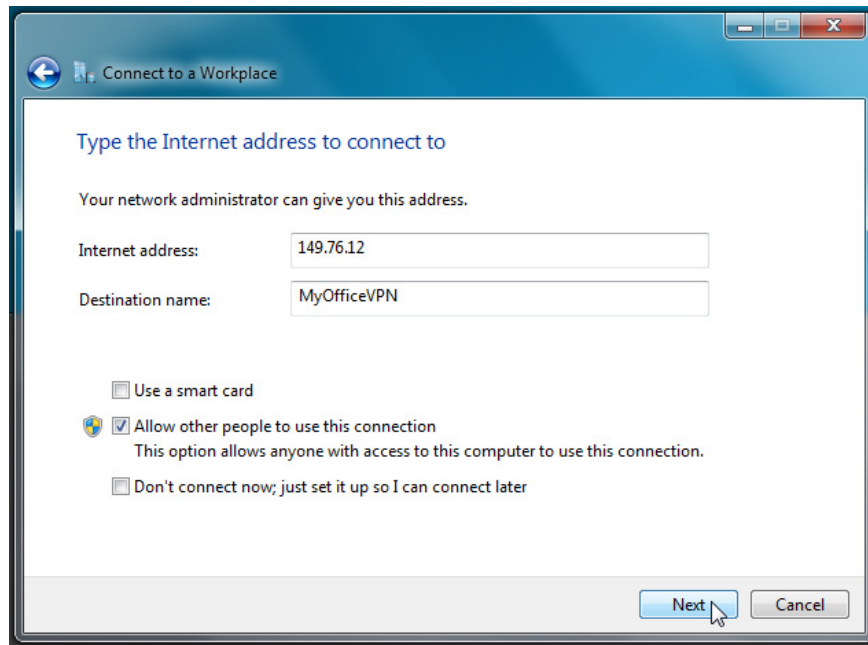 Connect to a Workplace
Type the Internet address to connect to
Your network administrator can give you this address.
Internet address: 149.76.12
Destination name: MyOfficeVPN
Use a smart card
Allow other people to use this connection
This option allows anyone with access to this computer to use this connection.
Don't connect now; just set it up so I can connect later
Next Cancel